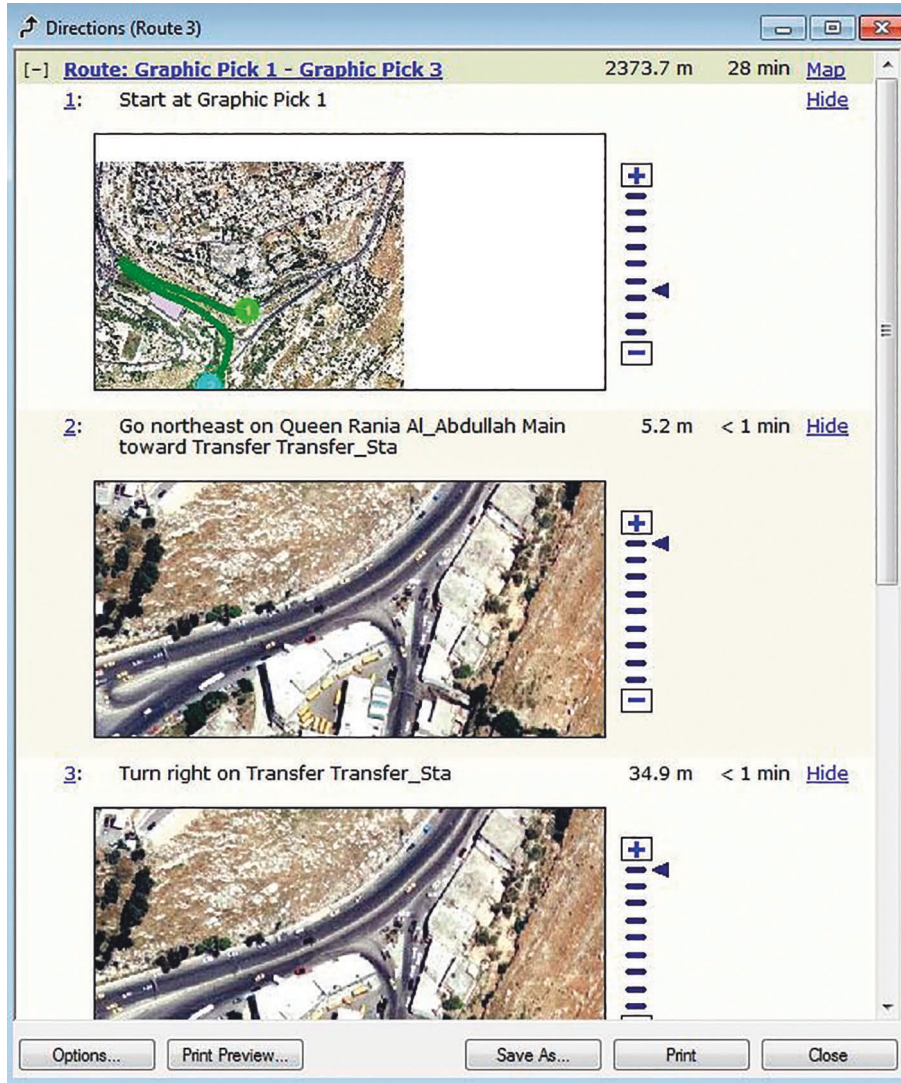 Directions (Route 3)
[-] Route: Graphic Pick 1 - Graphic Pick 3 2373.7 m 28 min Map
1: Start at Graphic Pick 1 Hide
1
2: Go northeast on Queen Rania Al_Abdullah Main 5.2 m < 1 min Hide
toward Transfer Transfer_Sta
3: Turn right on Transfer Transfer_Sta 34.9 m < 1 min Hide
Options... Print Preview... Save As... Print Close